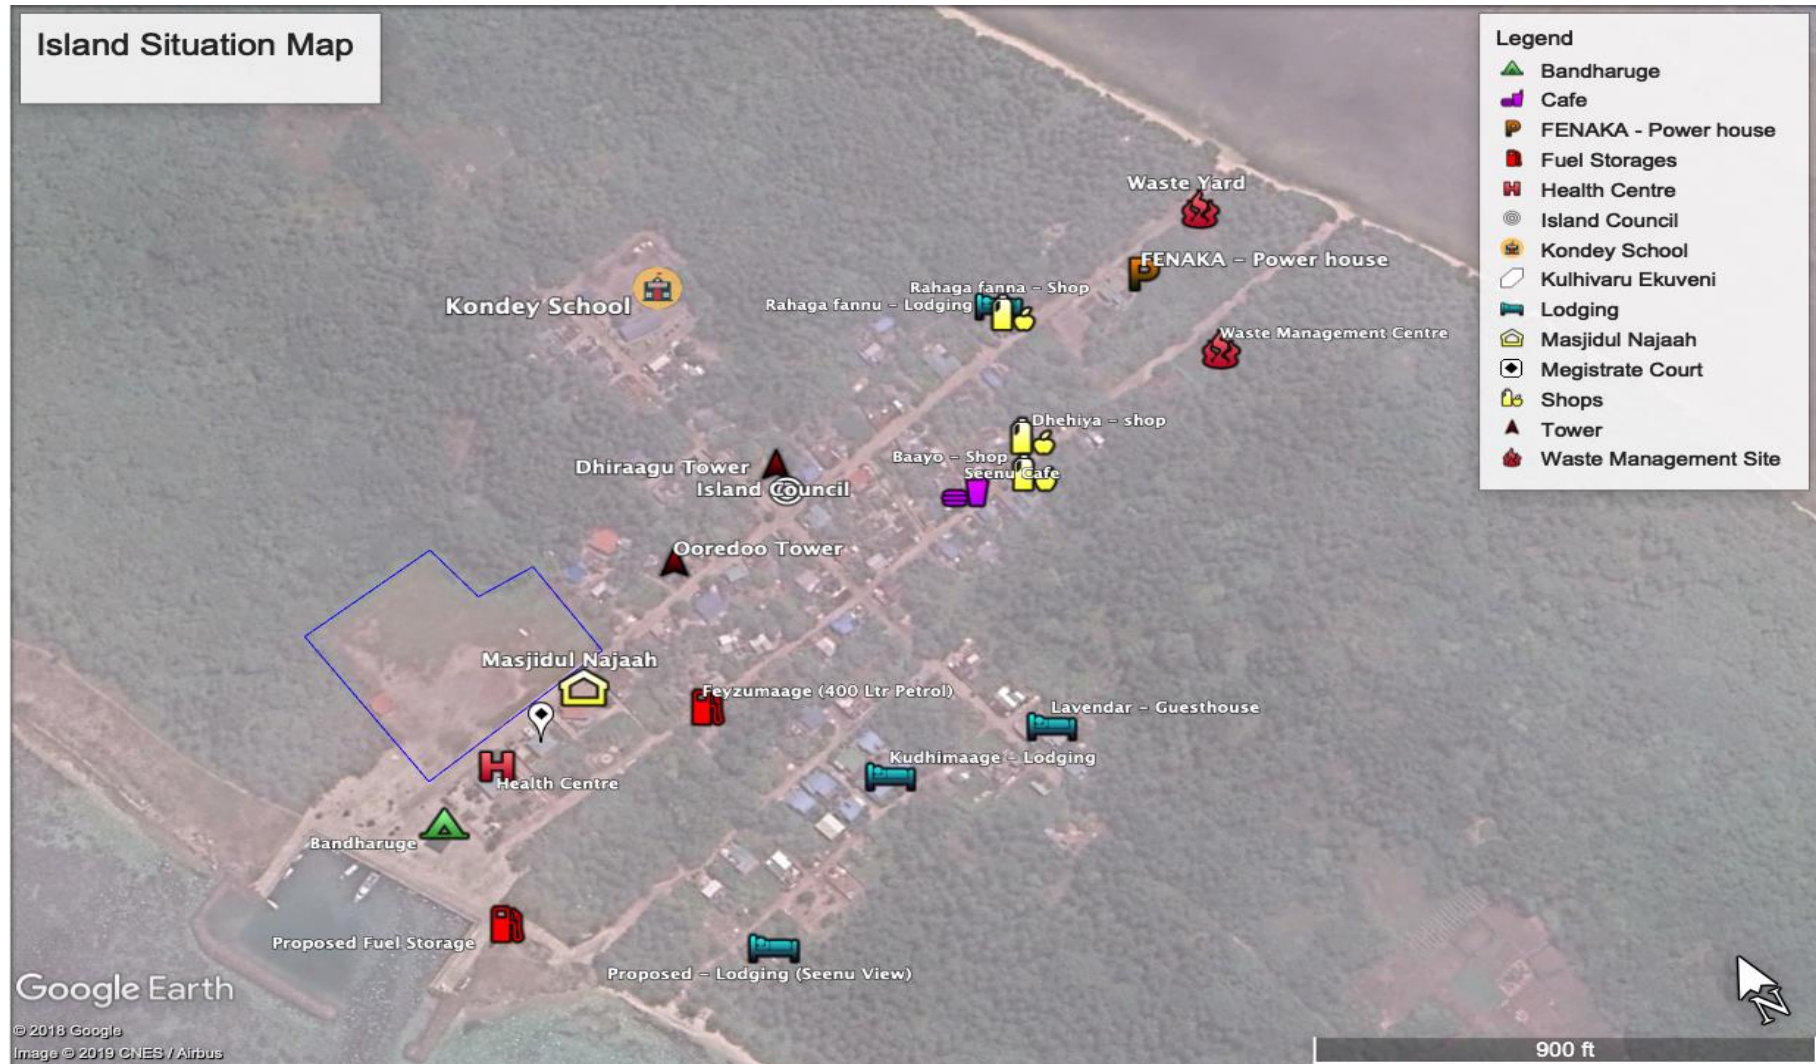 Island Situation Map
Legend
Bandharuge
Cafe
FENAKA - Power house
Fuel Storages
Health Centre
Island Council
Kondey School
Kulhivaru Ekuveni
Lodging
Masjidul Najaah
Megistrate Court
Shops
Tower
Waste Management Site
Waste Yard
P
FENAKA - Power house
Rahaga fanna - Shop
Rahaga fannu - Lodging
Kondey School
Waste Management Centre
Dhehiya - shop
Baayo - Shop
Seenu Cafe
Dhiraagu Tower
Island Council
Ooredoo Tower
Masjidul Najaah
Feyzumaage (400 Ltr Petrol)
Lavendar - Guesthouse
Kudhimaage - Lodging
H
Health Centre
Bandharuge
Proposed Fuel Storage
Proposed - Lodging (Seenu View)
Google Earth
© 2018 Google
Image © 2019 CNES / Airbus
N
900 ft